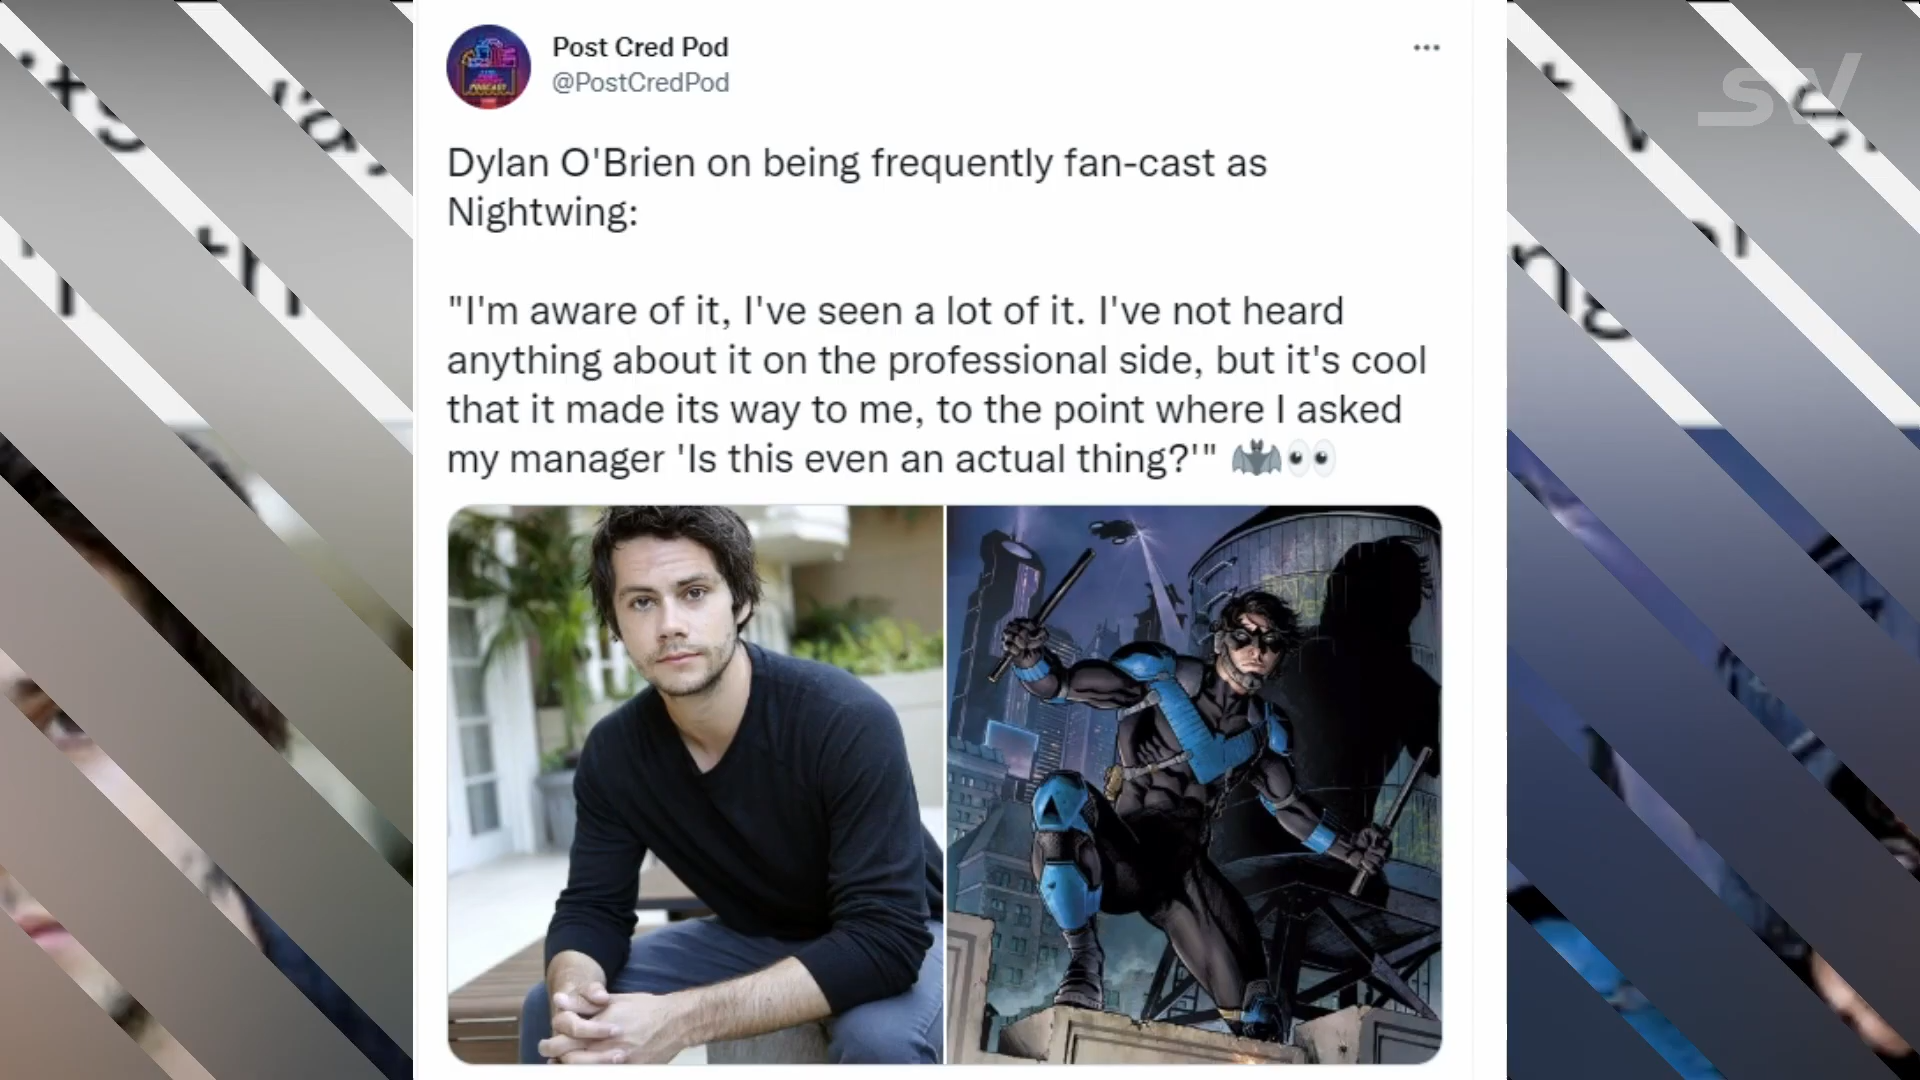 SV
Post Cred Pod
@PostCredPod
Dylan O'Brien on being frequently fan-cast as
Nightwing:
"I'm aware of it, I've seen a lot of it. I've not heard
anything about it on the professional side, but it's cool
that it made its way to me, to the point where I asked
my manager 'Is this even an actual thing?'" 🦇👀
PODCAST